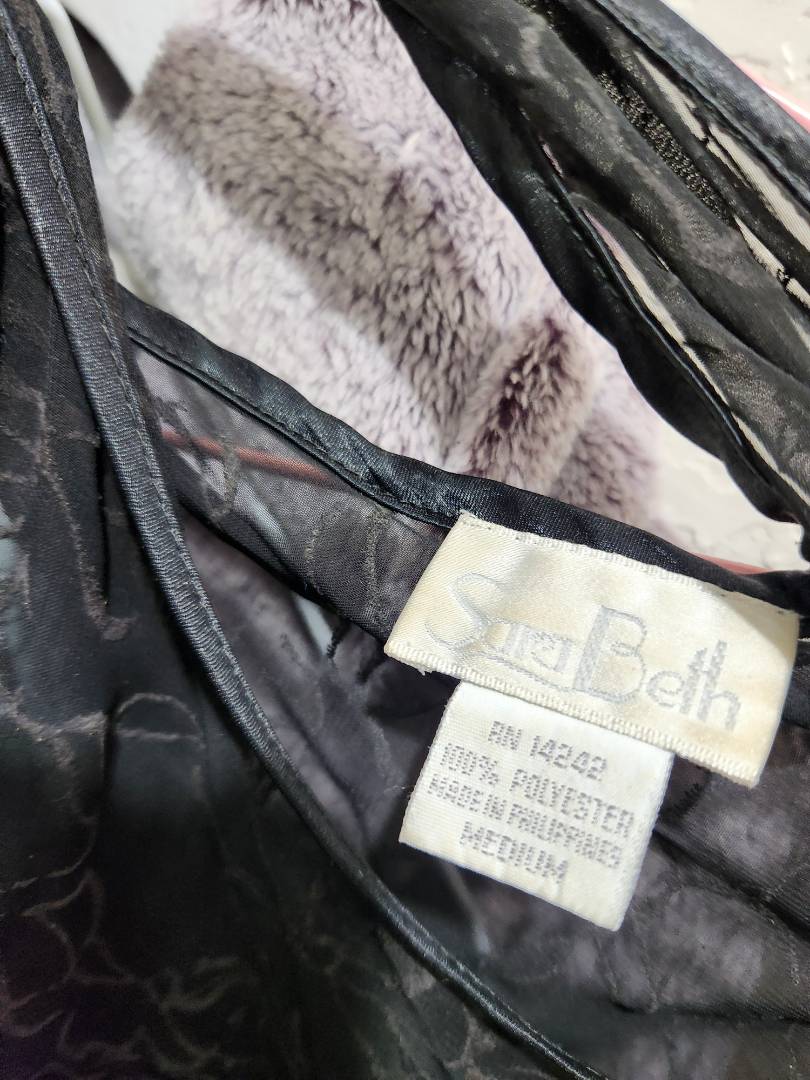 Sara Beth
RN 14242
100% POLYESTER
MADE IN PHILIPPINES
MEDIUM